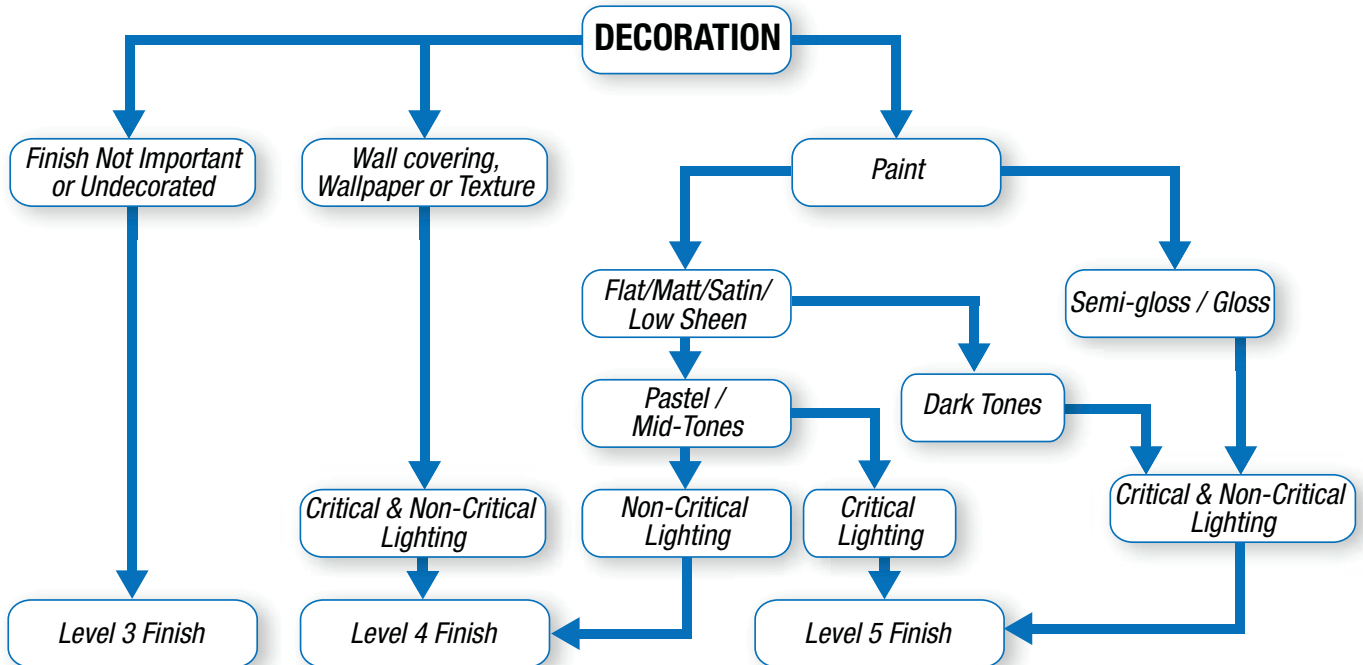 DECORATION
Finish Not Important
or Undecorated
Wall covering,
Wallpaper or Texture
Paint
Flat/Matt/Satin/
Low Sheen
Semi-gloss / Gloss
Pastel /
Mid-Tones
Dark Tones
Critical & Non-Critical
Lighting
Non-Critical
Lighting
Critical
Lighting
Critical & Non-Critical
Lighting
Level 3 Finish
Level 4 Finish
Level 5 Finish